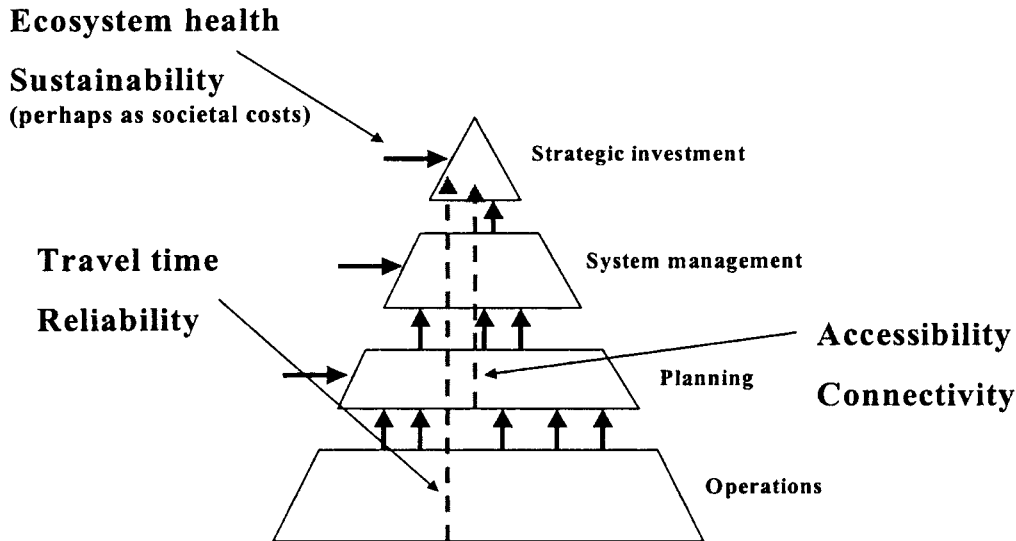 Ecosystem health
Sustainability
(perhaps as societal costs)
Strategic investment
Travel time
Reliability
System management
Accessibility
Connectivity
Planning
Operations